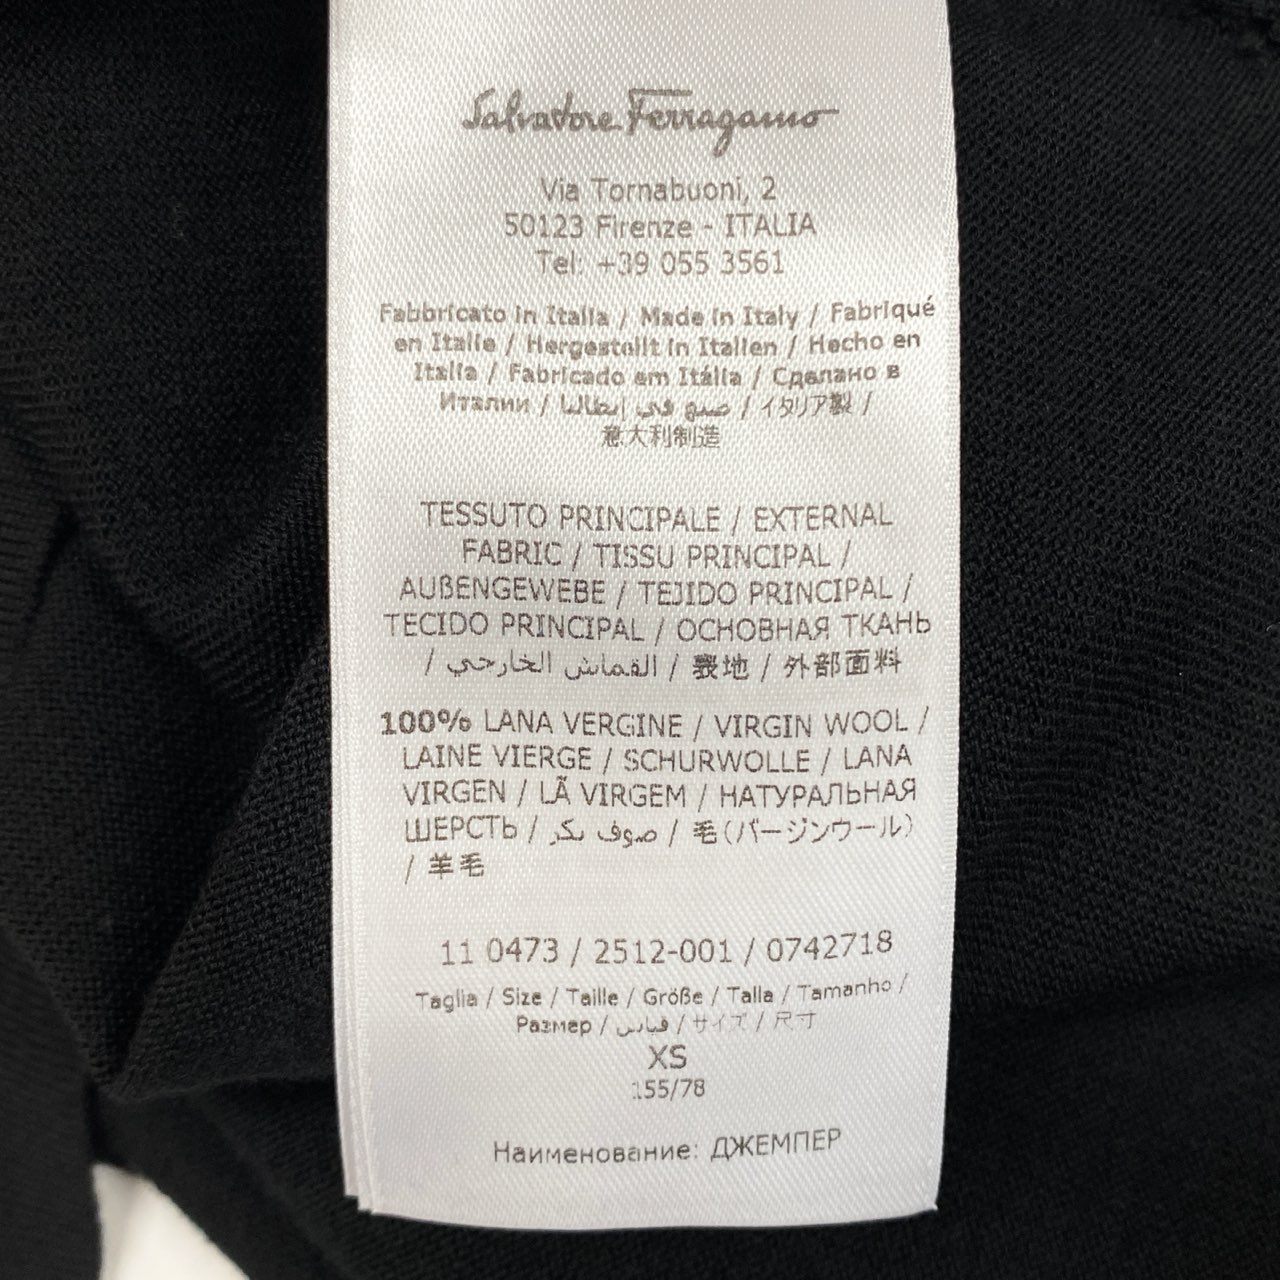 Salvatore Ferragamo
Via Tornabuoni, 2
50123 Firenze - ITALIA
Tel: +39 055 3561
Fabbricato in Italia / Made in Italy / Fabriqué
en Italie / Hergestellt in Italien / Hecho en
Italia / Fabricado em Itália / Сделано в
Италии / صنع في إيطاليا / イタリア製 /
意大利制造
TESSUTO PRINCIPALE / EXTERNAL
FABRIC / TISSU PRINCIPAL /
AUßENGEWEBE / TEJIDO PRINCIPAL /
TECIDO PRINCIPAL / ОСНОВНАЯ ТКАНЬ
/ القماش الخارجي / 表地 / 外部面料
100% LANA VERGINE / VIRGIN WOOL /
LAINE VIERGE / SCHURWOLLE / LANA
VIRGEN / LÃ VIRGEM / НАТУРАЛЬНАЯ
ШЕРСТЬ / صوف بكر / 毛(バージンウール)
/ 羊毛
11 0473 / 2512-001 / 0742718
Taglia / Size / Taille / Größe / Talla / Tamanho /
Размер / قياس / サイズ / 尺寸
XS
155/78
Наименование: ДЖЕМПЕР